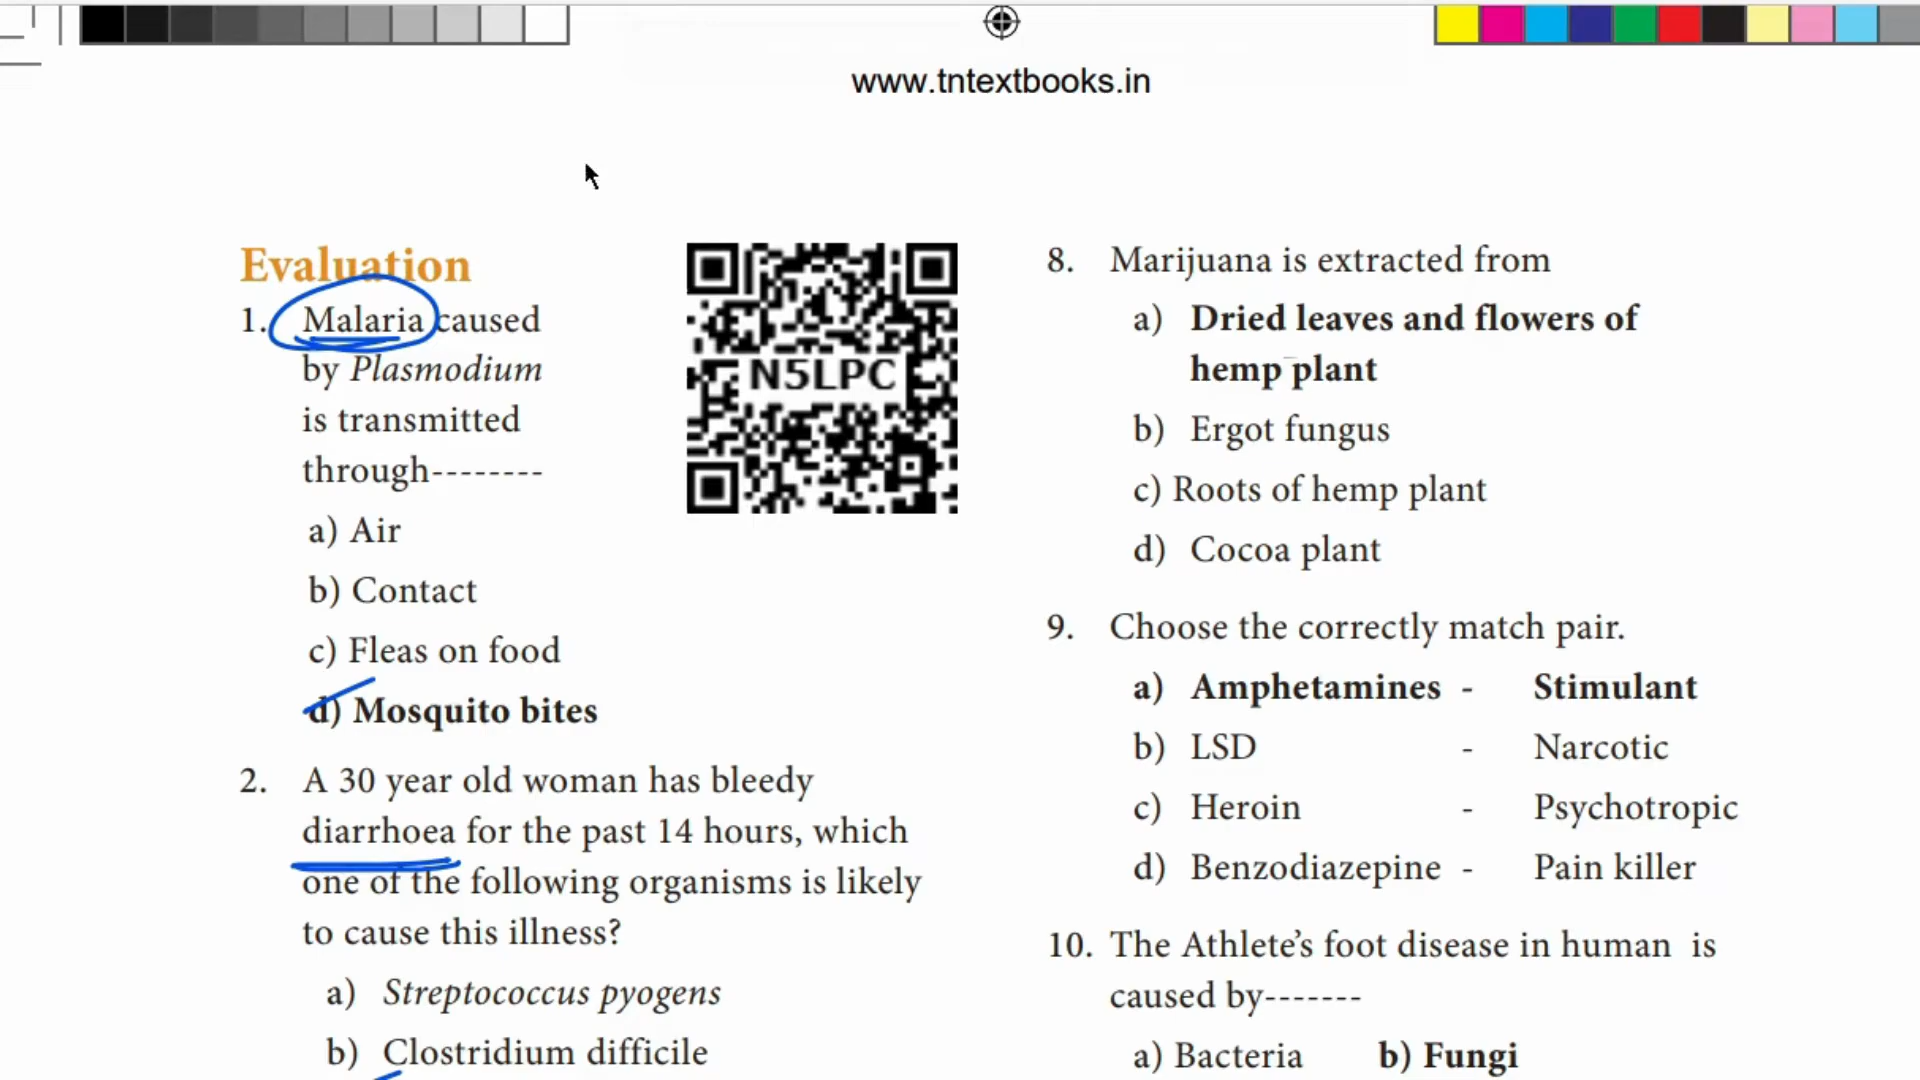 www.tntextbooks.in
Evaluation
1. Malaria caused
by Plasmodium
is transmitted
through--------
a) Air
b) Contact
c) Fleas on food
d) Mosquito bites
2. A 30 year old woman has bleedy
diarrhoea for the past 14 hours, which
one of the following organisms is likely
to cause this illness?
a) Streptococcus pyogens
b) Clostridium difficile
N5LPC
8. Marijuana is extracted from
a) Dried leaves and flowers of
hemp plant
b) Ergot fungus
c) Roots of hemp plant
d) Cocoa plant
9. Choose the correctly match pair.
a) Amphetamines - Stimulant
b) LSD - Narcotic
c) Heroin - Psychotropic
d) Benzodiazepine - Pain killer
10. The Athlete's foot disease in human is
caused by-------
a) Bacteria b) Fungi